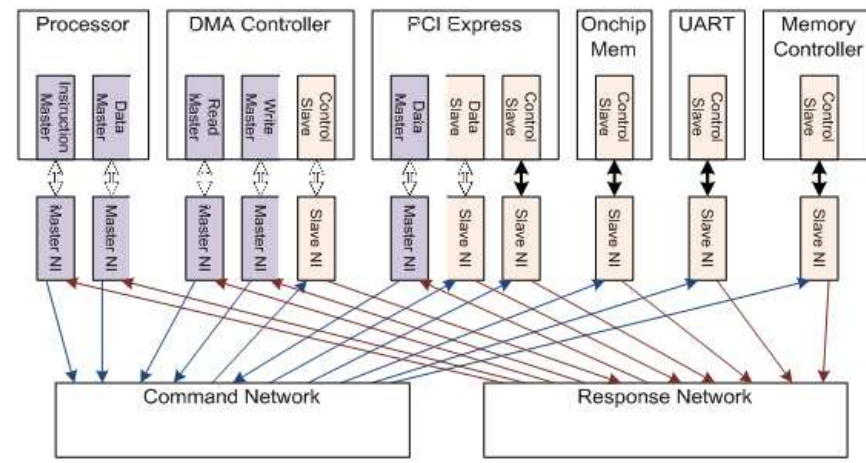 Processor
DMA Controller
PCI Express
Onchip
Mem
UART
Memory
Controller
Instruction
Master
Data
Master
Read
Master
Write
Master
Control
Slave
Data
Master
Data
Slave
Control
Slave
Control
Slave
Control
Slave
Control
Slave
Master NI
Master NI
Master NI
Master NI
Slave NI
Master NI
Slave NI
Slave NI
Slave NI
Slave NI
Slave NI
Command Network
Response Network